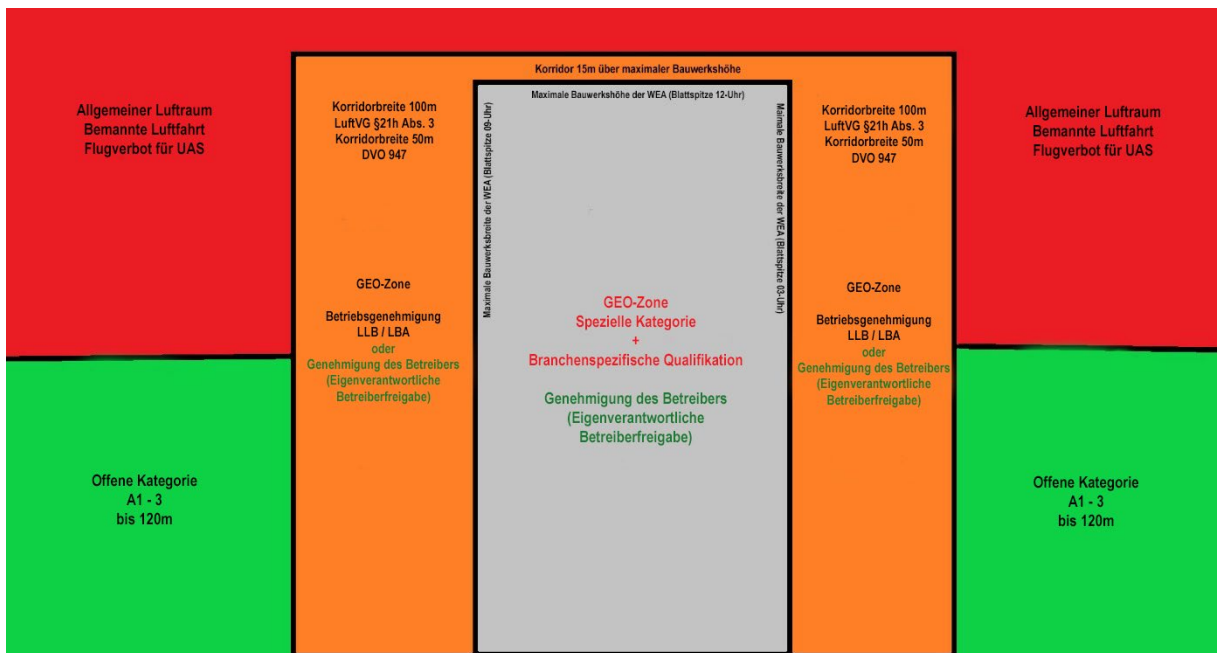 Korridor 15m über maximaler Bauwerkshöhe
Maximale Bauwerkshöhe der WEA (Blattspitze 12-Uhr)
Allgemeiner Luftraum
Bemannte Luftfahrt
Flugverbot für UAS
Korridorbreite 100m
LuftVG §21h Abs. 3
Korridorbreite 50m
DVO 947
Maximale Bauwerksbreite der WEA (Blattspitze 09-Uhr)
Maimale Bauwerksbreite der WEA (Blattspitze 03-Uhr)
Korridorbreite 100m
LuftVG §21h Abs. 3
Korridorbreite 50m
DVO 947
Allgemeiner Luftraum
Bemannte Luftfahrt
Flugverbot für UAS
GEO-Zone
Betriebsgenehmigung
LLB / LBA
oder
Genehmigung des Betreibers
(Eigenverantwortliche
Betreiberfreigabe)
GEO-Zone
Spezielle Kategorie
+
Branchenspezifische Qualifikation
Genehmigung des Betreibers
(Eigenverantwortliche
Betreiberfreigabe)
GEO-Zone
Betriebsgenehmigung
LLB / LBA
oder
Genehmigung des Betreibers
(Eigenverantwortliche
Betreiberfreigabe)
Offene Kategorie
A1 - 3
bis 120m
Offene Kategorie
A1 - 3
bis 120m